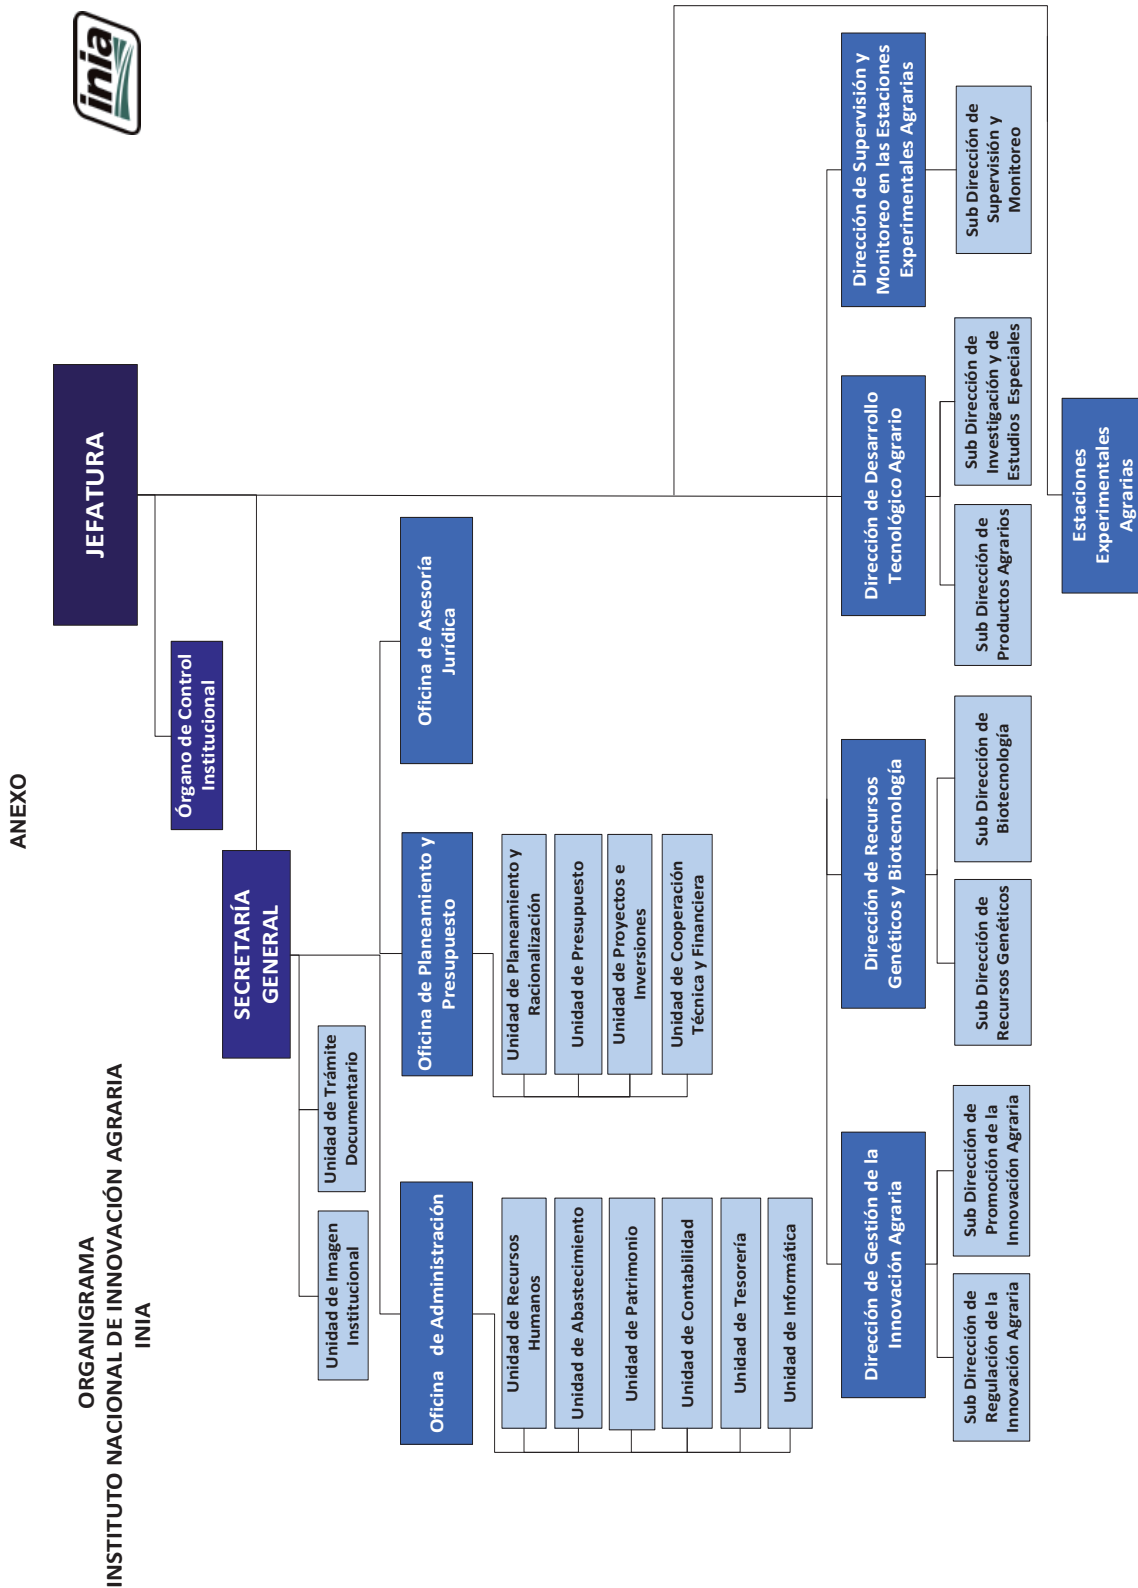 ANEXO
ORGANIGRAMA
INSTITUTO NACIONAL DE INNOVACIÓN AGRARIA
INIA
inia
JEFATURA
Órgano de Control
Institucional
SECRETARÍA
GENERAL
Unidad de Imagen
Institucional
Unidad de Trámite
Documentario
Oficina de Administración
Oficina de Planeamiento y
Presupuesto
Oficina de Asesoría
Jurídica
Unidad de Recursos
Humanos
Unidad de Abastecimiento
Unidad de Patrimonio
Unidad de Contabilidad
Unidad de Tesorería
Unidad de Informática
Unidad de Planeamiento y
Racionalización
Unidad de Presupuesto
Unidad de Proyectos e
Inversiones
Unidad de Cooperación
Técnica y Financiera
Dirección de Gestión de la
Innovación Agraria
Dirección de Recursos
Genéticos y Biotecnología
Dirección de Desarrollo
Tecnológico Agrario
Dirección de Supervisión y
Monitoreo en las Estaciones
Experimentales Agrarias
Sub Dirección de
Regulación de la
Innovación Agraria
Sub Dirección de
Promoción de la
Innovación Agraria
Sub Dirección de
Recursos Genéticos
Sub Dirección de
Biotecnología
Sub Dirección de
Productos Agrarios
Sub Dirección de
Investigación y de
Estudios Especiales
Sub Dirección de
Supervisión y
Monitoreo
Estaciones
Experimentales
Agrarias